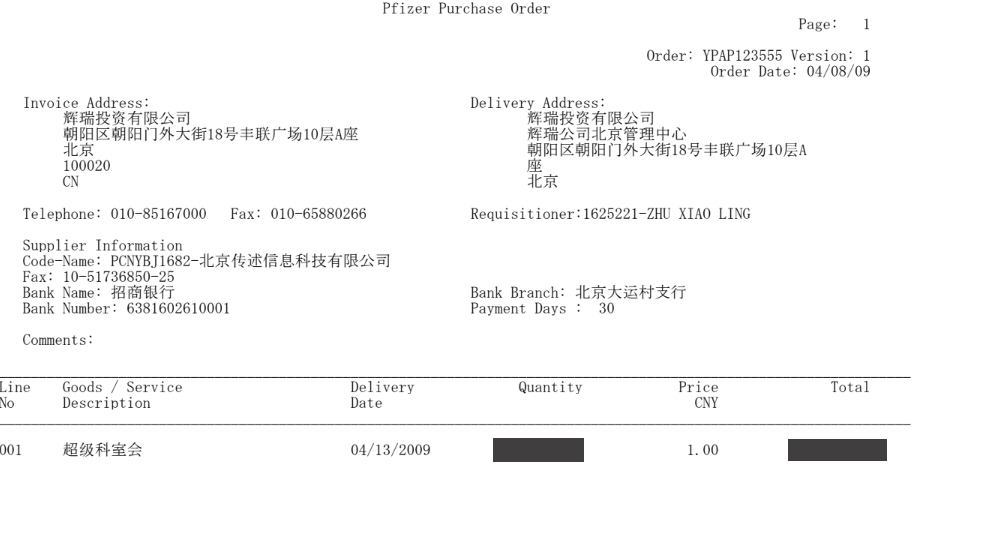 Pfizer Purchase Order
Page: 1
Order: YPAP123555 Version: 1
Order Date: 04/08/09
Invoice Address:
辉瑞投资有限公司
朝阳区朝阳门外大街18号丰联广场10层A座
北京
100020
CN
Delivery Address:
辉瑞投资有限公司
辉瑞公司北京管理中心
朝阳区朝阳门外大街18号丰联广场10层A
座
北京
Telephone: 010-85167000 Fax: 010-65880266
Requisitioner:1625221-ZHU XIAO LING
Supplier Information
Code-Name: PCNYBJ1682-北京传述信息科技有限公司
Fax: 10-51736850-25
Bank Name: 招商银行
Bank Branch: 北京大运村支行
Bank Number: 6381602610001
Payment Days : 30
Comments:
Line Goods / Service Delivery Quantity Price Total
No Description Date CNY
001 超级科室会 04/13/2009 1.00